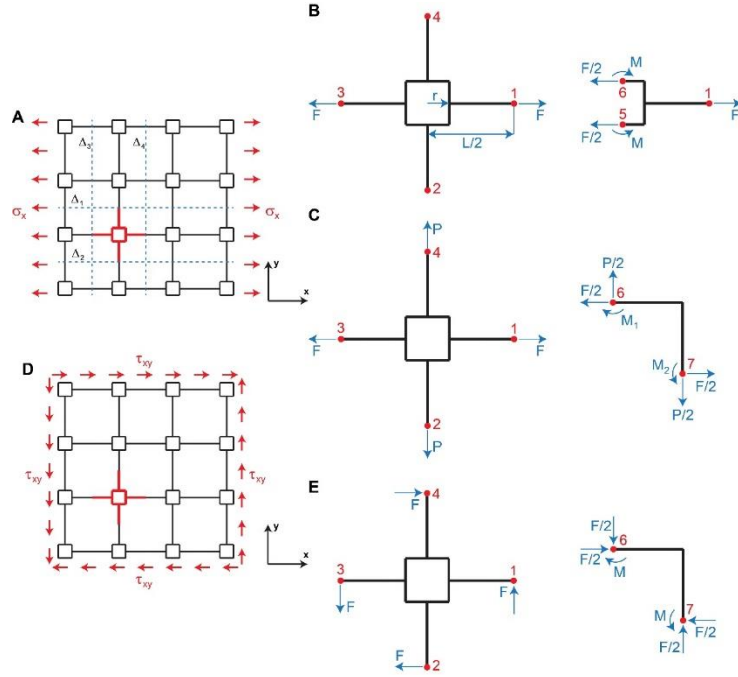 A
Δ₃
Δ₄
Δ₁
Δ₂
σₓ
σₓ
y
x
B
4
3
r
1
F
F
L/2
2
F/2
M
6
5
F/2
M
1
F
C
P
4
3
1
F
F
2
P
P/2
F/2
6
M₁
M₂
7
F/2
P/2
D
τxy
τxy
τxy
τxy
y
x
E
4
F
3
1
F
F
F
2
F/2
6
F/2
M
M
7
F/2
F/2